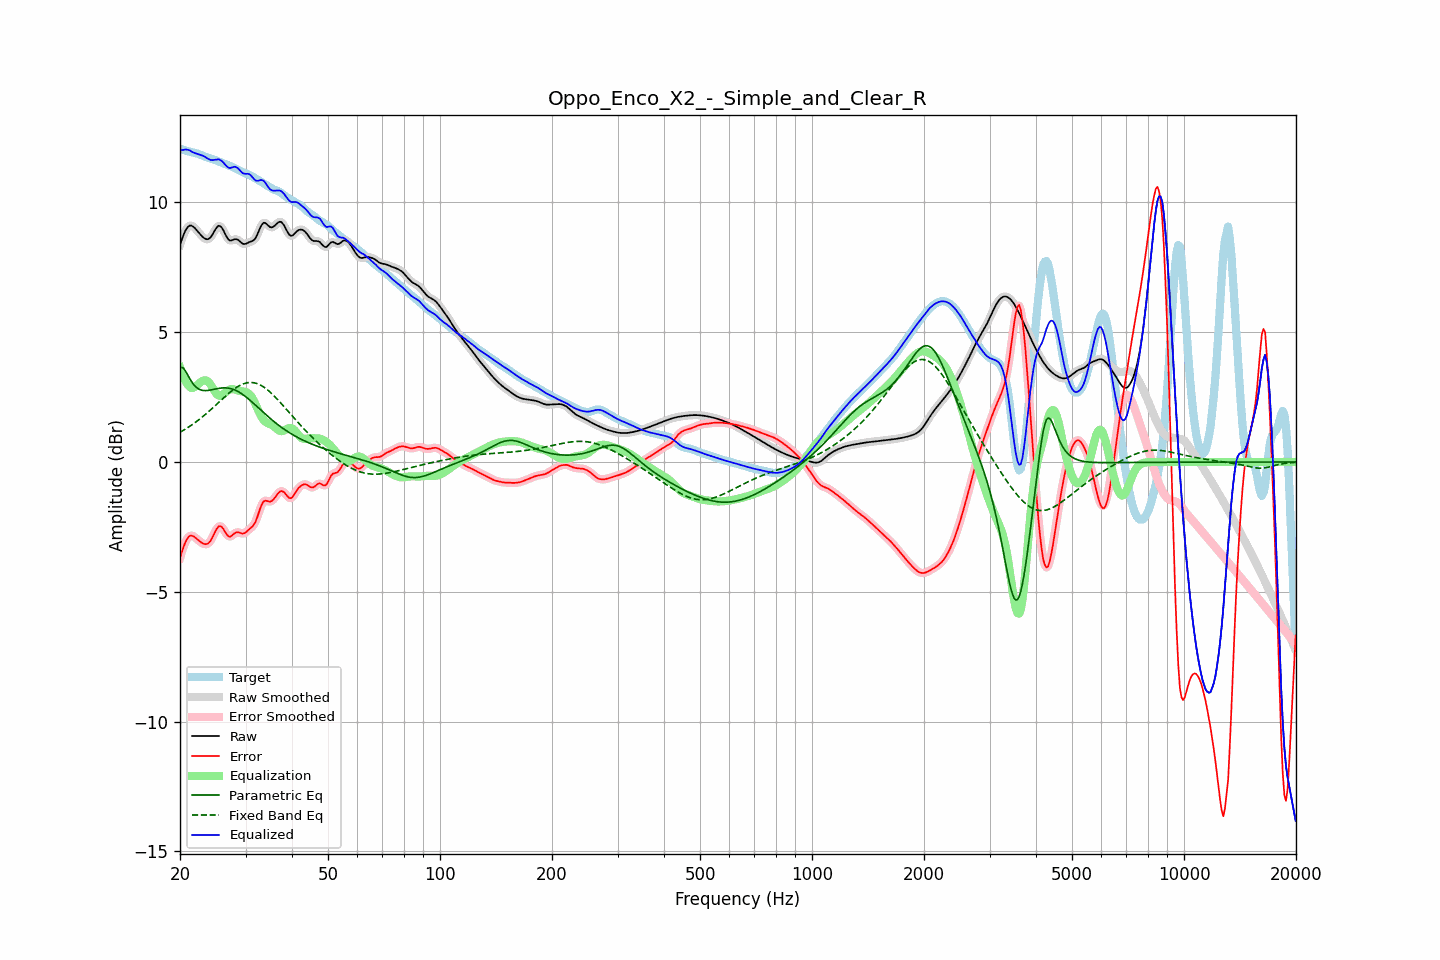 Oppo_Enco_X2_-_Simple_and_Clear_R
Amplitude (dBr)
10
5
0
−5
−10
−15
Target
Raw Smoothed
Error Smoothed
Raw
Error
Equalization
Parametric Eq
Fixed Band Eq
Equalized
20 50 100 200 500 1000 2000 5000 10000 20000
Frequency (Hz)